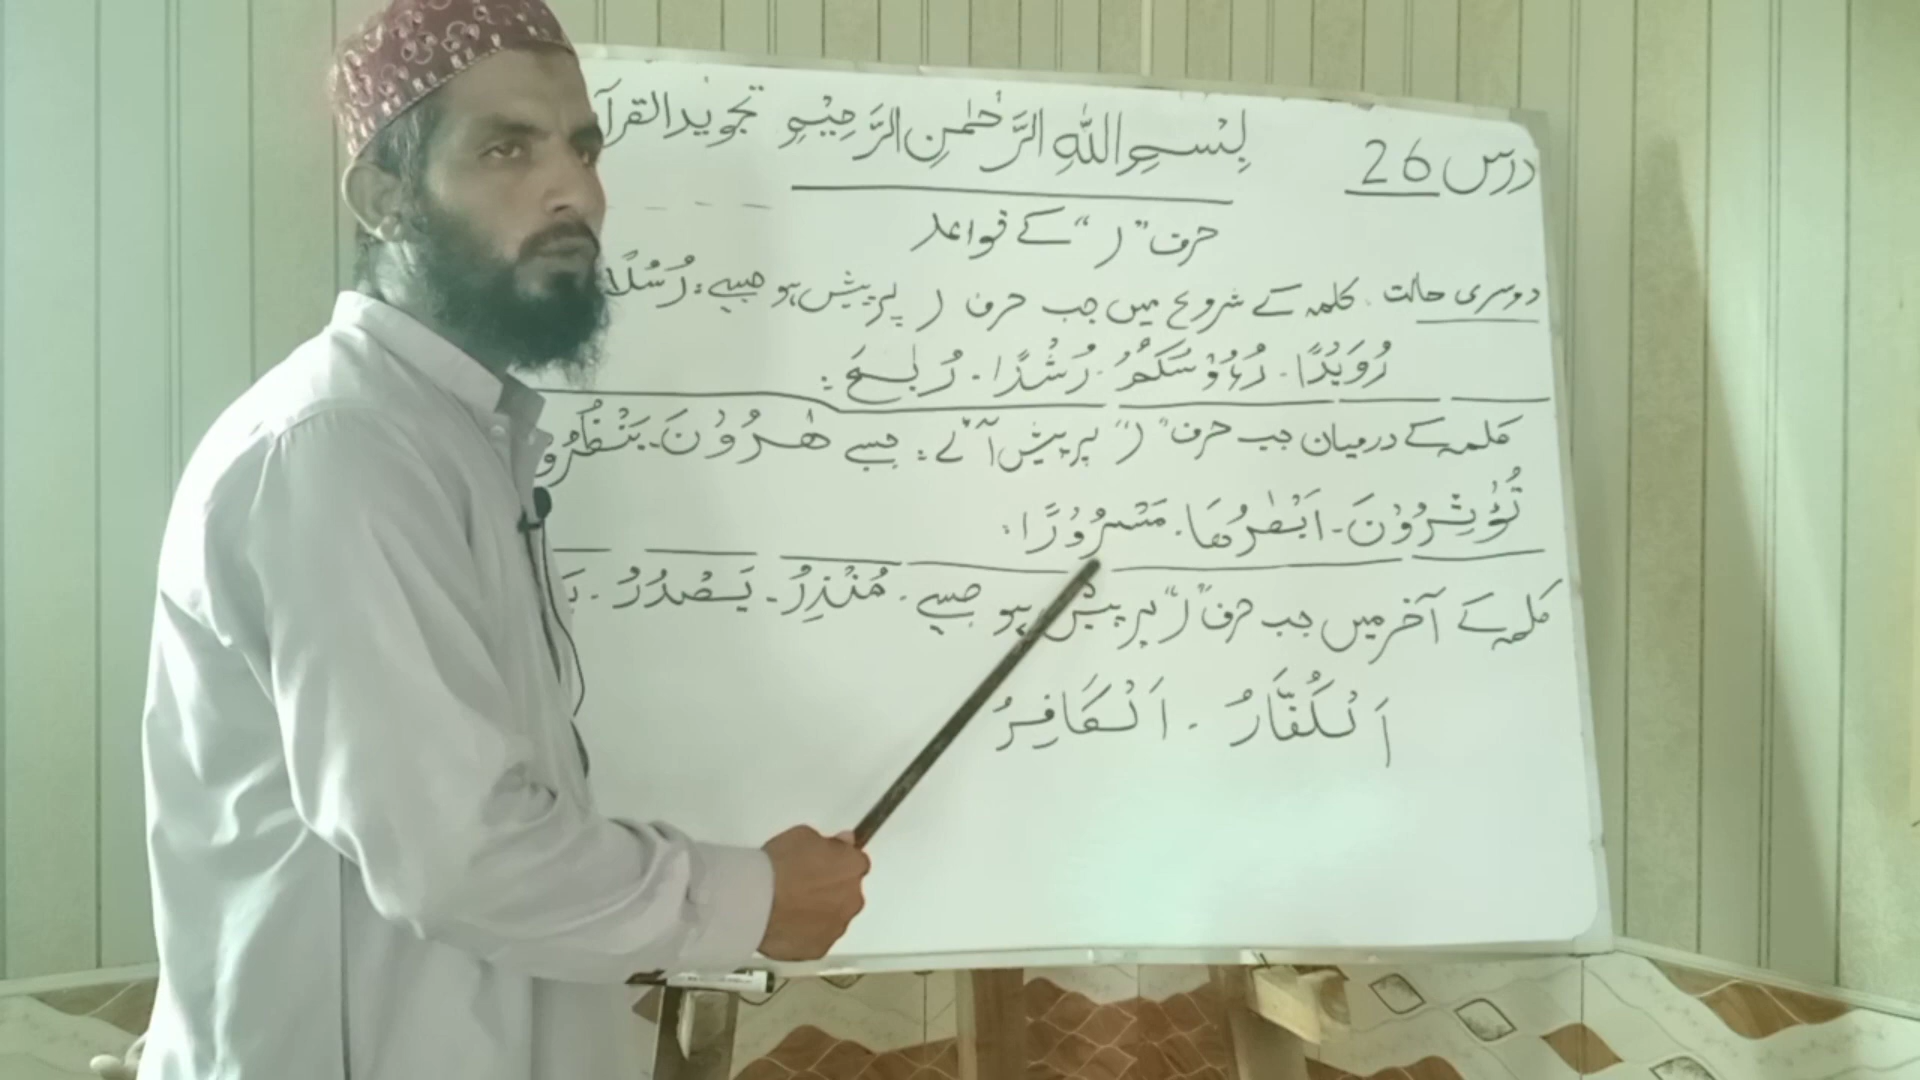 درس 26
بِسْمِ اللهِ الرَّحْمٰنِ الرَّحِيْمِ تجوید القرآ
حرف "ر" کے قواعد
دوسری حالت۔ کلمہ کے شروع میں جب حرف ر پر پیش ہو جیسے: رُسُلًا
رُوَيْدًا۔ رُءُوْسَكُمْ۔ رُشْدًا۔ رُبٰعَ:
کلمہ کے درمیان جب حرف "ر" پر پیش آئے: جیسے هٰرُوْنَ۔
تُؤْثِرُوْنَ۔ اَبْصٰرُهَا۔ مَسْرُوْرًا:
کلمہ کے آخر میں جب حرف "ر" پر پیش ہو جیسے۔ مُنْذِرُ۔ يَصْدُرُ۔
اَلْكُفَّارُ۔ اَلْكَافِرُ